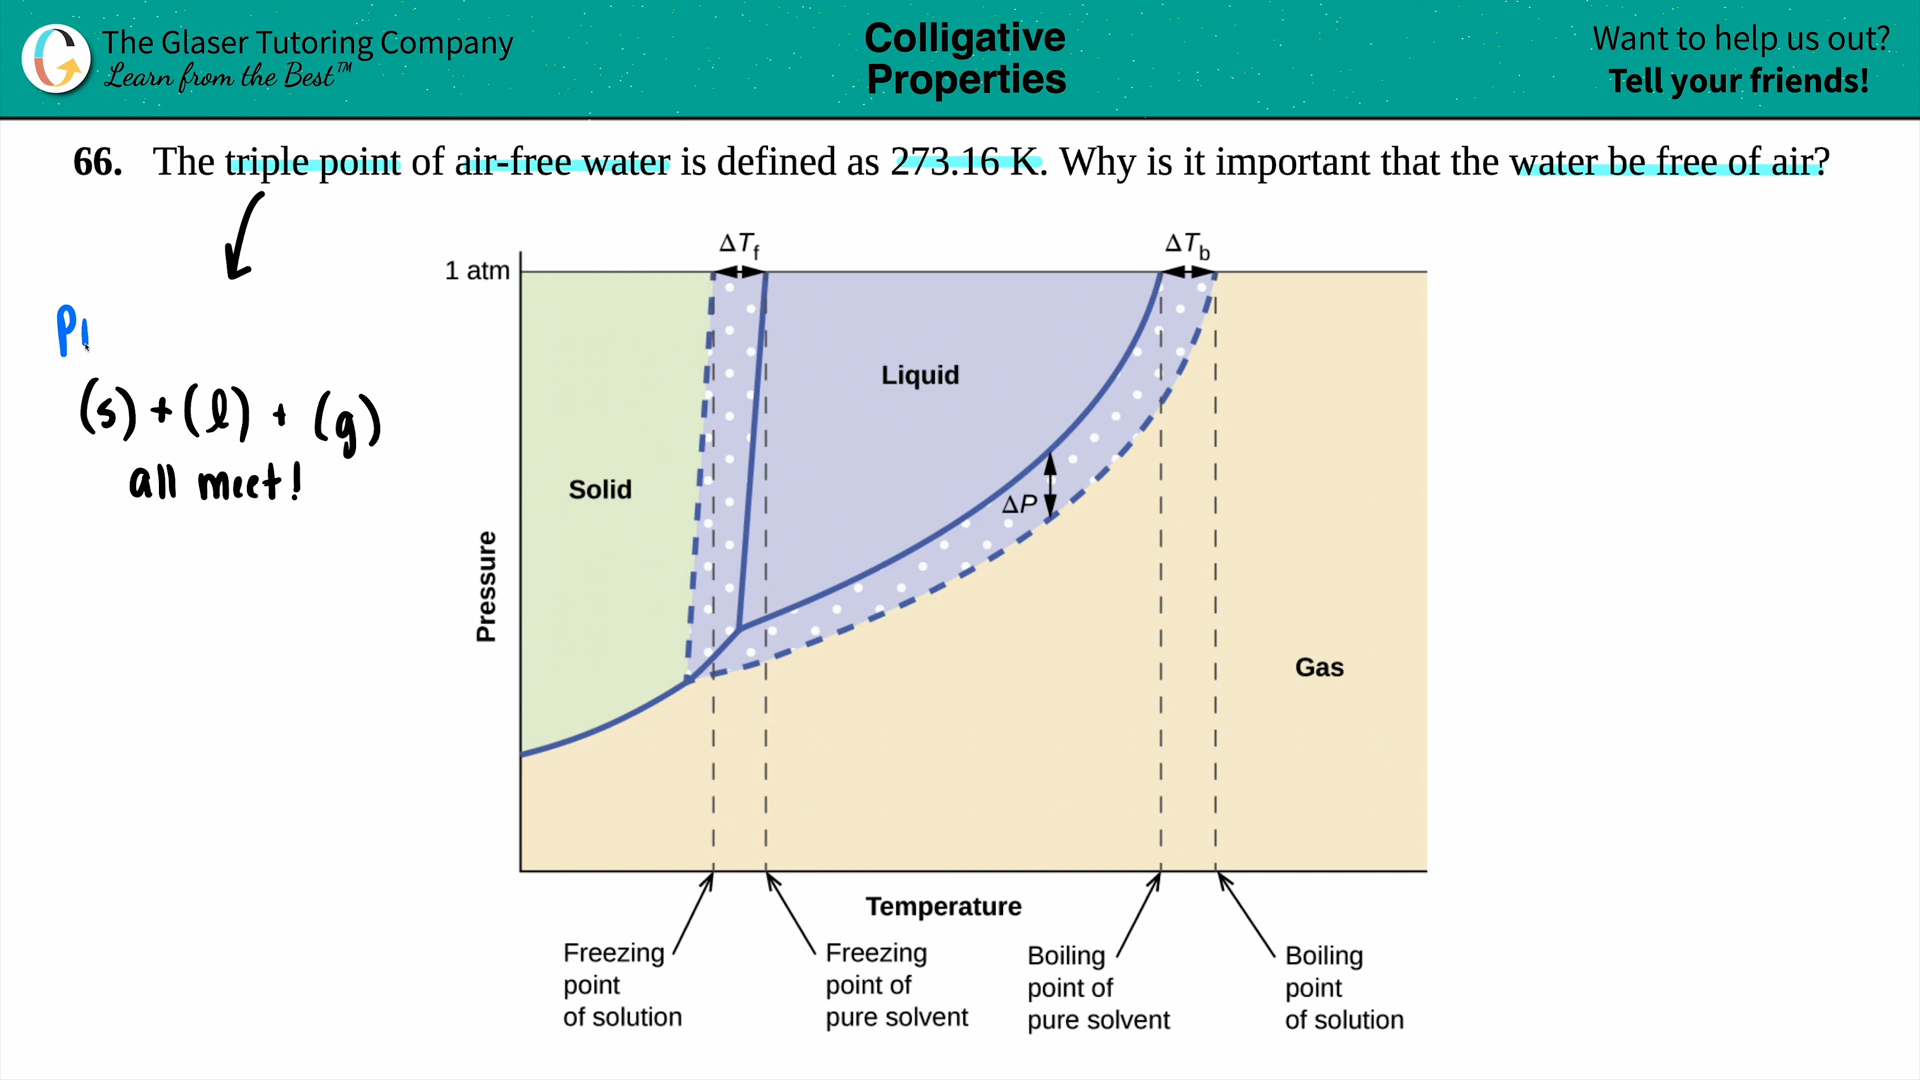 The Glaser Tutoring Company
Learn from the Best™
Colligative
Properties
Want to help us out?
Tell your friends!
66. The triple point of air-free water is defined as 273.16 K. Why is it important that the water be free of air?
P
(s) + (l) + (g)
all meet!
ΔTf
ΔTb
1 atm
Liquid
Solid
ΔP
Pressure
Gas
Temperature
Freezing
point
of solution
Freezing
point of
pure solvent
Boiling
point of
pure solvent
Boiling
point
of solution